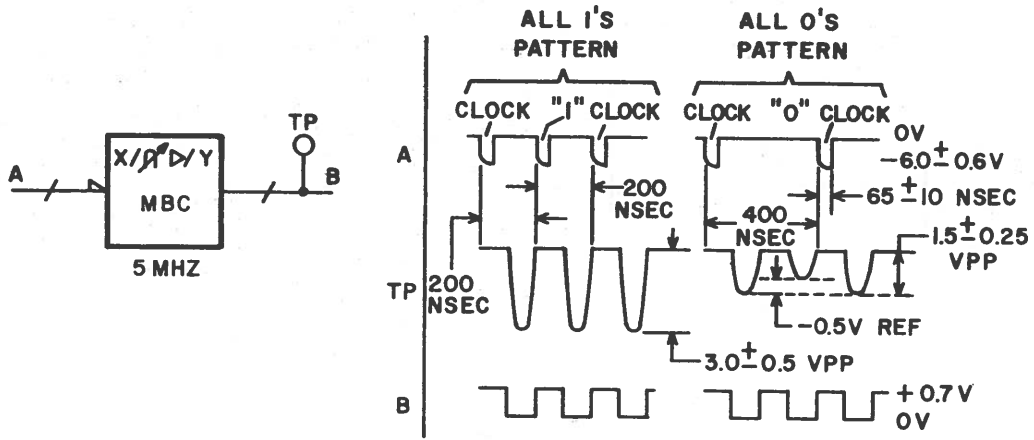 ALL 1'S
PATTERN
ALL 0'S
PATTERN
CLOCK "1" CLOCK
CLOCK "0" CLOCK
A
0V
-6.0±0.6V
TP
A
B
X/ ▷/Y
MBC
5 MHZ
200
NSEC
65±10 NSEC
400
NSEC
1.5±0.25
VPP
TP
200
NSEC
-0.5V REF
3.0±0.5 VPP
B
+0.7V
0V